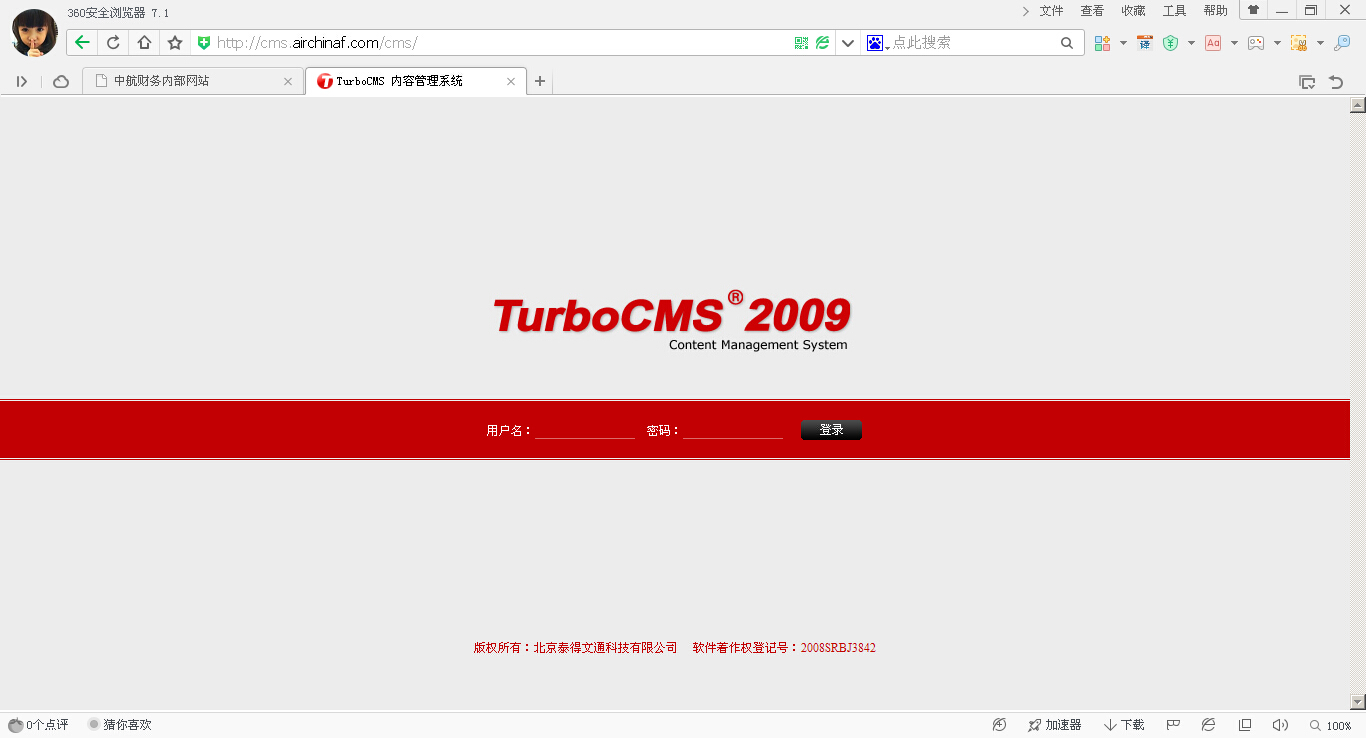 360安全浏览器 7.1
文件 查看 收藏 工具 帮助
http://cms.airchinaf.com/cms/
点此搜索
译
Aa
中航财务内部网站
TurboCMS 内容管理系统
TurboCMS®2009
Content Management System
用户名： 密码： 登录
版权所有：北京泰得文通科技有限公司 软件著作权登记号：2008SRBJ3842
0个点评 猜你喜欢 加速器 下载 100%